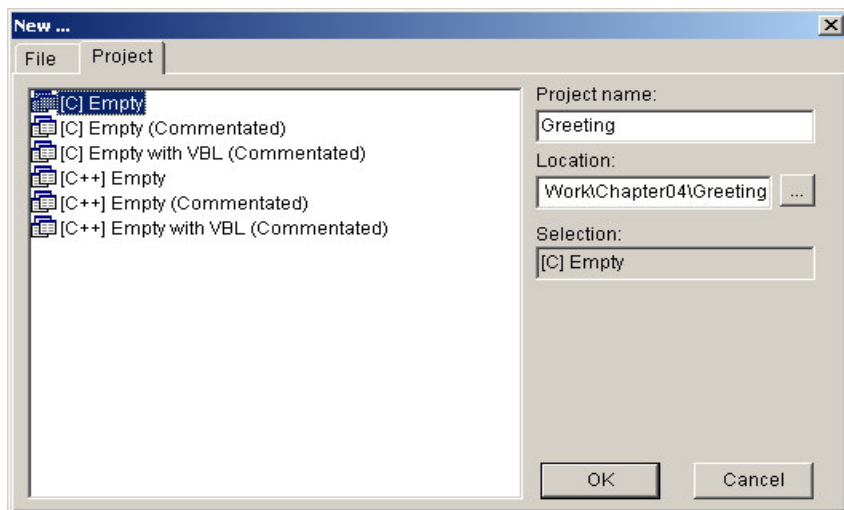 New ...
File
Project
[C] Empty
[C] Empty (Commentated)
[C] Empty with VBL (Commentated)
[C++] Empty
[C++] Empty (Commentated)
[C++] Empty with VBL (Commentated)
Project name:
Greeting
Location:
Work\Chapter04\Greeting
...
Selection:
[C] Empty
OK
Cancel